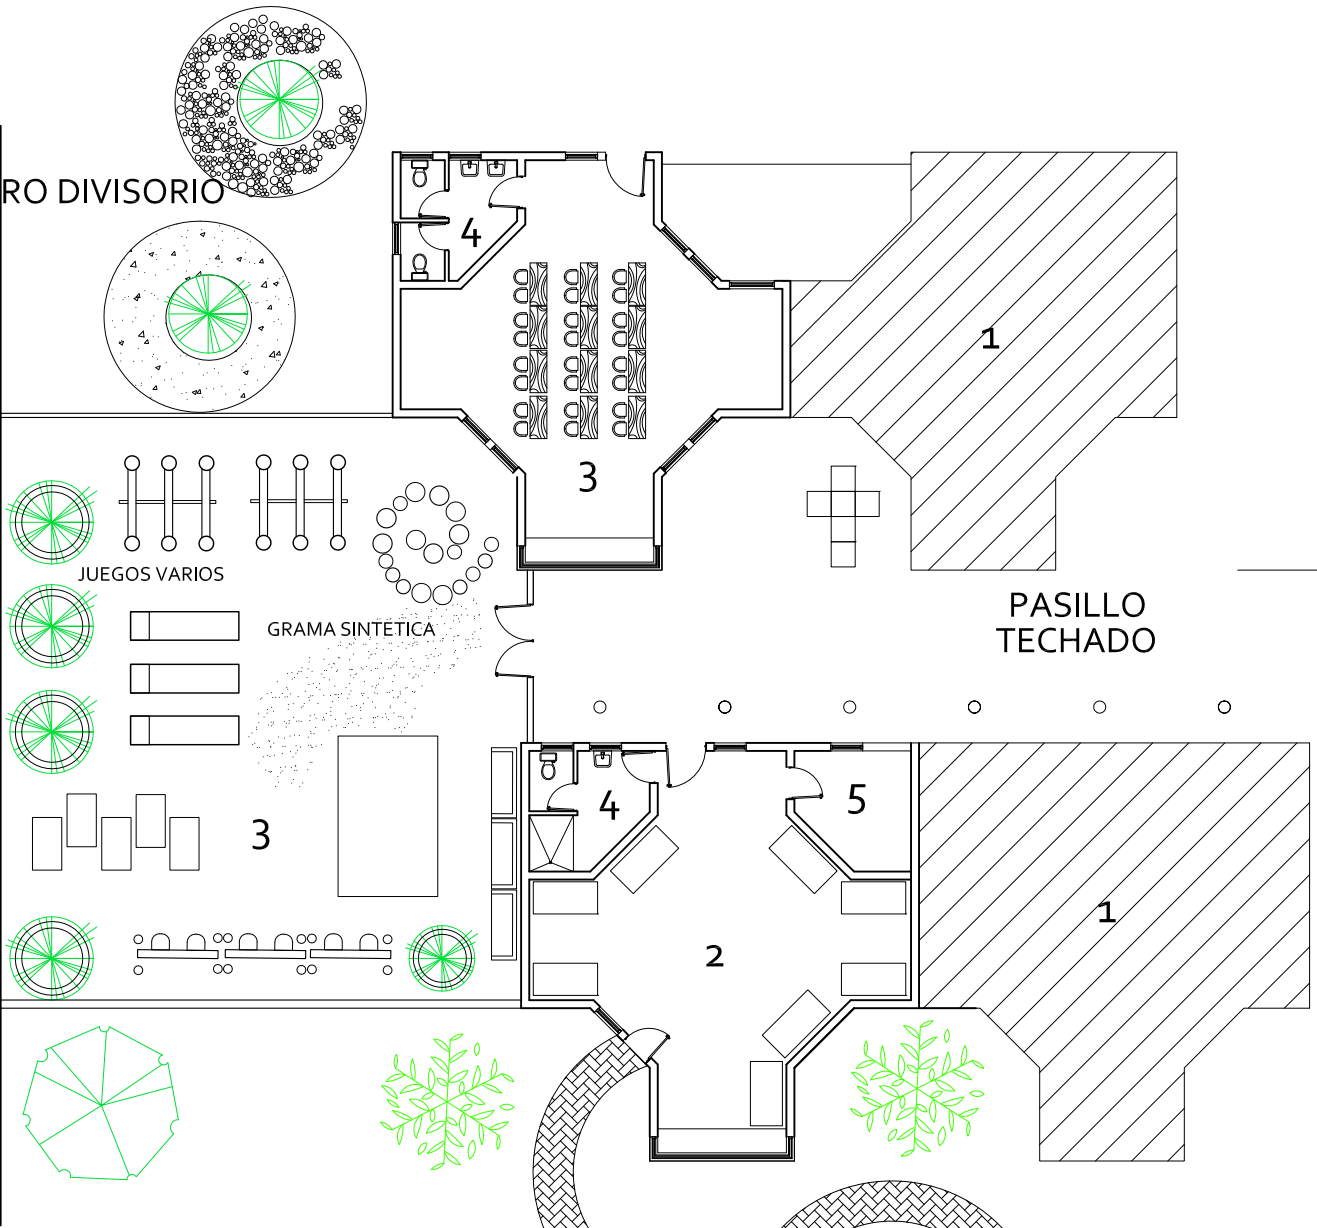 RO DIVISORIO
4
1
3
JUEGOS VARIOS
PASILLO
TECHADO
GRAMA SINTETICA
4
5
3
1
2